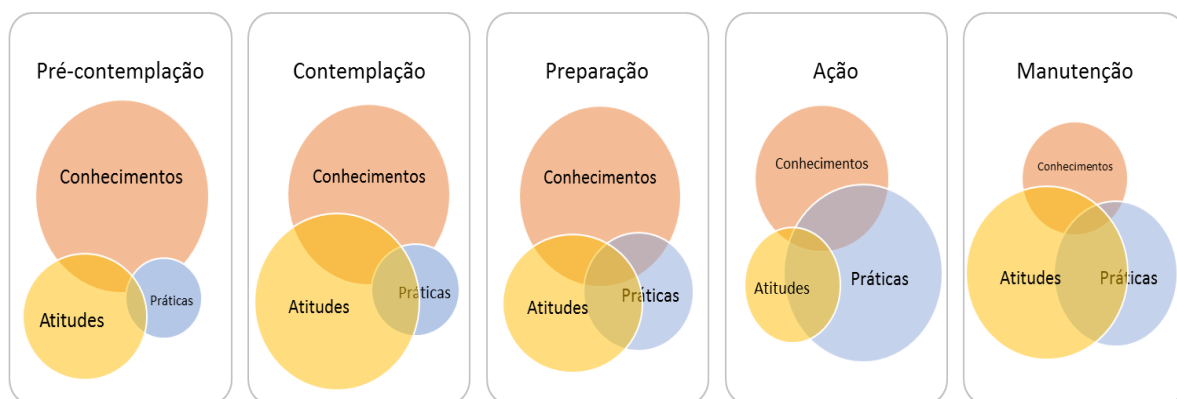 Pré-contemplação
Conhecimentos
Atitudes
Práticas
Contemplação
Conhecimentos
Atitudes
Práticas
Preparação
Conhecimentos
Atitudes
Práticas
Ação
Conhecimentos
Atitudes
Práticas
Manutenção
Conhecimentos
Atitudes
Práticas